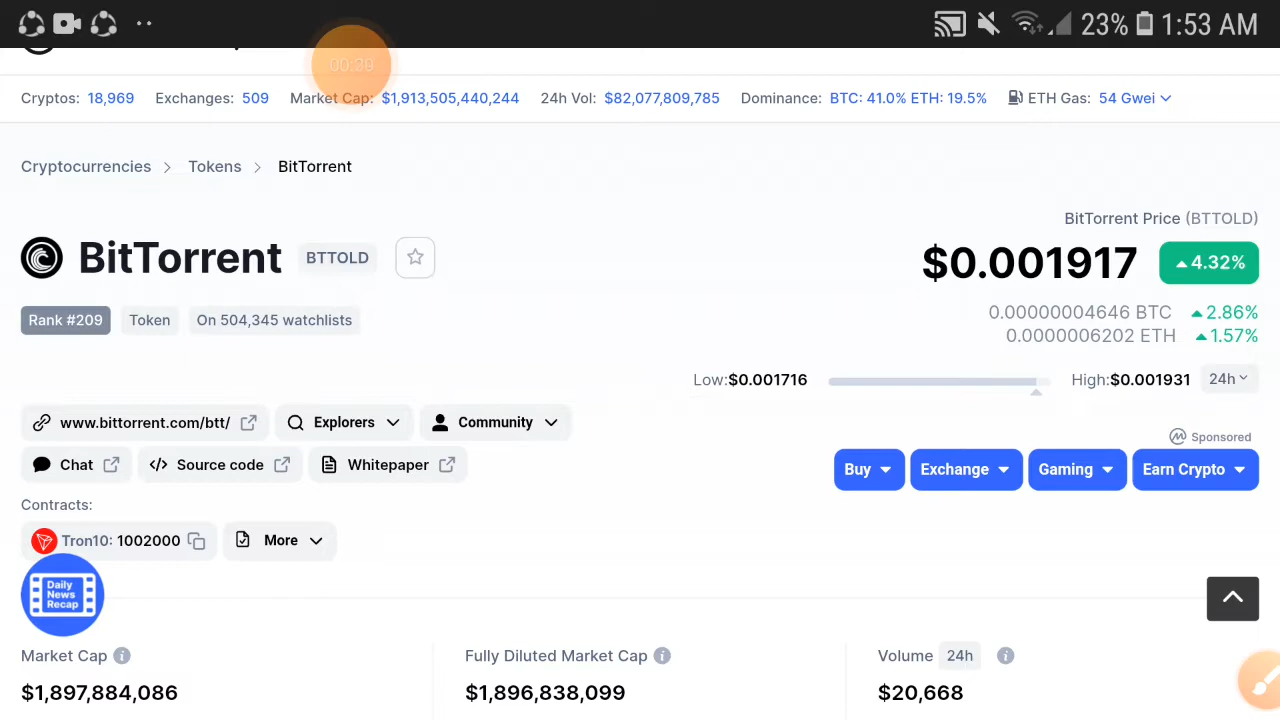 23% 1:53 AM
00:39
Cryptos: 18,969 Exchanges: 509 Market Cap: $1,913,505,440,244 24h Vol: $82,077,809,785 Dominance: BTC: 41.0% ETH: 19.5% ETH Gas: 54 Gwei
Cryptocurrencies > Tokens > BitTorrent
BitTorrent Price (BTTOLD)
BitTorrent BTTOLD
$0.001917 4.32%
0.00000004646 BTC 2.86%
Rank #209 Token On 504,345 watchlists
0.0000006202 ETH 1.57%
Low:$0.001716 High:$0.001931 24h
www.bittorrent.com/btt/ Explorers Community
Sponsored
Chat Source code Whitepaper
Buy Exchange Gaming Earn Crypto
Contracts:
Tron10: 1002000 More
Daily
News
Recap
Market Cap Fully Diluted Market Cap Volume 24h
$1,897,884,086 $1,896,838,099 $20,668